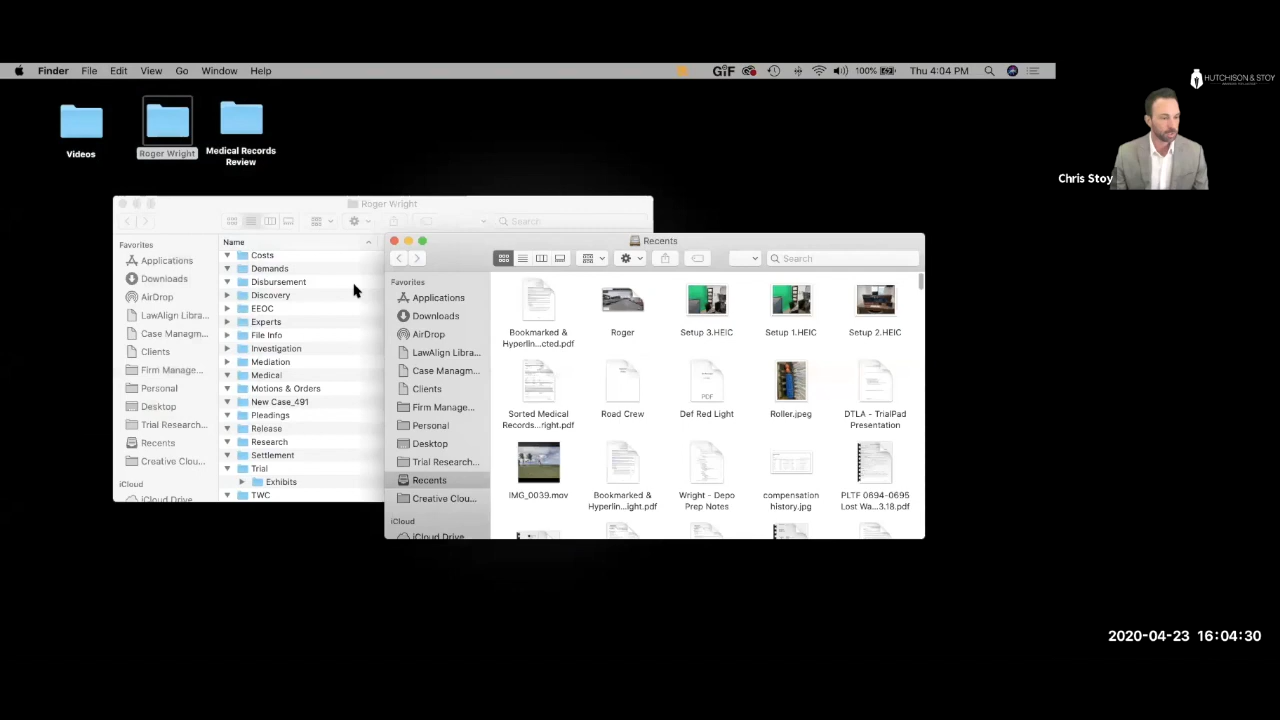 Finder File Edit View Go Window Help
GIF 100% Thu 4:04 PM
HUTCHISON & STOY
Videos
Roger Wright
Medical Records
Review
Chris Stoy
Roger Wright
Search
Favorites
Applications
Downloads
AirDrop
LawAlign Libra...
Case Managm...
Clients
Firm Manage...
Personal
Desktop
Trial Research...
Recents
Creative Clou...
iCloud
iCloud Drive
Name
Costs
Demands
Disbursement
Discovery
EEOC
Experts
File Info
Investigation
Mediation
Medical
Motions & Orders
New Case_491
Pleadings
Release
Research
Settlement
Trial
Exhibits
TWC
Recents
Search
Favorites
Applications
Downloads
AirDrop
LawAlign Libra...
Case Managm...
Clients
Firm Manage...
Personal
Desktop
Trial Research...
Recents
Creative Clou...
iCloud
iCloud Drive
Bookmarked &
Hyperlin...cted.pdf
Roger
Setup 3.HEIC
Setup 1.HEIC
Setup 2.HEIC
Sorted Medical
Records...right.pdf
Road Crew
PDF
Def Red Light
Roller.jpeg
DTLA - TrialPad
Presentation
IMG_0039.mov
Bookmarked &
Hyperlin...ight.pdf
Wright - Depo
Prep Notes
compensation
history.jpg
PLTF 0694-0695
Lost Wa...3.18.pdf
2020-04-23 16:04:30